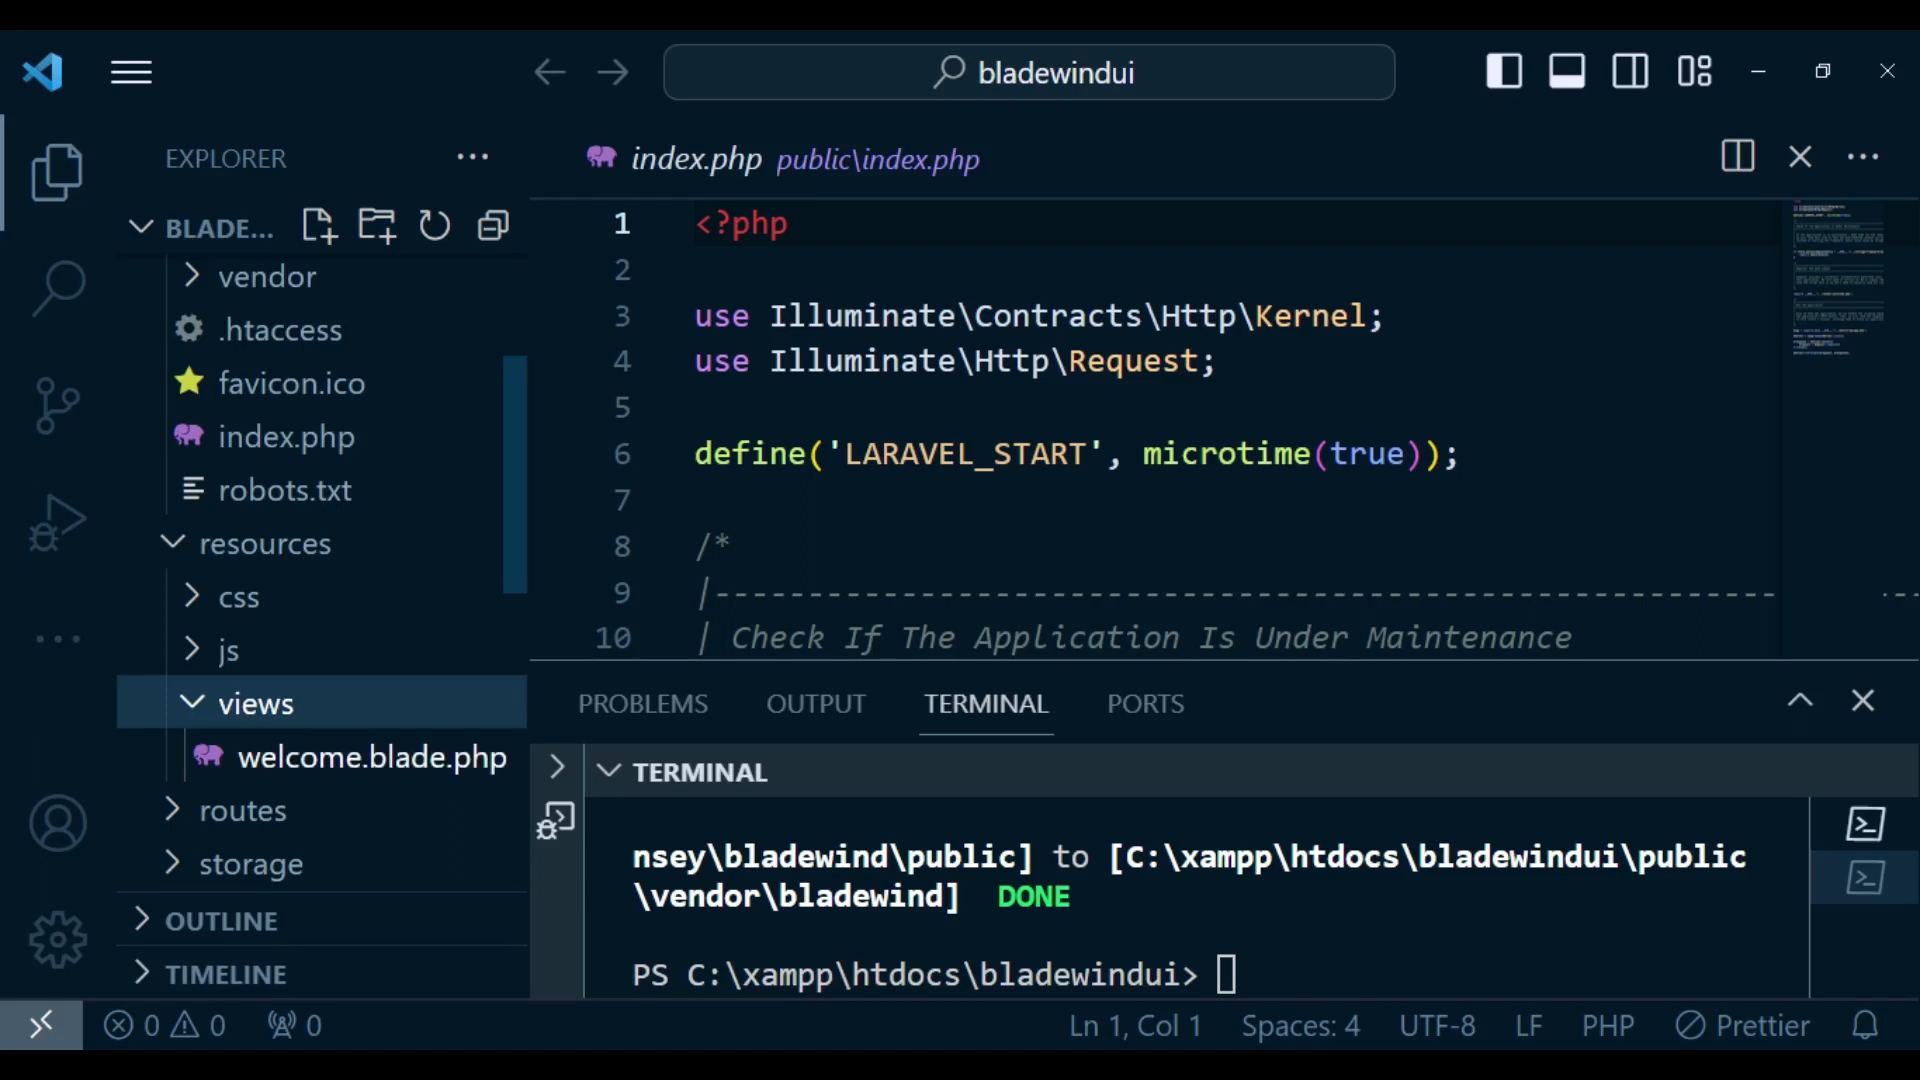 bladewindui
EXPLORER
BLADE...
vendor
.htaccess
favicon.ico
index.php
robots.txt
resources
css
js
views
welcome.blade.php
routes
storage
OUTLINE
TIMELINE
index.php public\index.php
1 <?php
2
3 use Illuminate\Contracts\Http\Kernel;
4 use Illuminate\Http\Request;
5
6 define('LARAVEL_START', microtime(true));
7
8 /*
9 |---------------------------------------------------------
10 | Check If The Application Is Under Maintenance
PROBLEMS OUTPUT TERMINAL PORTS
TERMINAL
nsey\bladewind\public] to [C:\xampp\htdocs\bladewindui\public
\vendor\bladewind] DONE
PS C:\xampp\htdocs\bladewindui>
0 0 0 Ln 1, Col 1 Spaces: 4 UTF-8 LF PHP Prettier